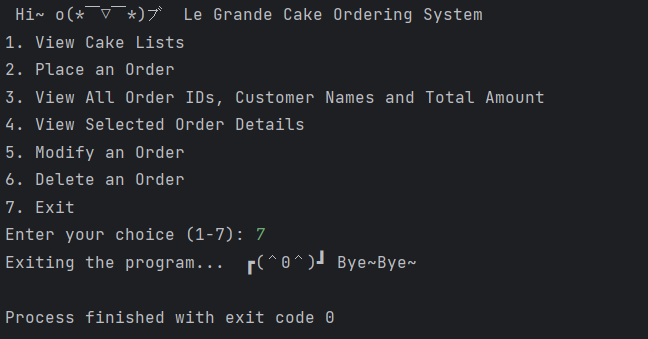 Hi~ o(*￣▽￣*)ブ  Le Grande Cake Ordering System
1. View Cake Lists
2. Place an Order
3. View All Order IDs, Customer Names and Total Amount
4. View Selected Order Details
5. Modify an Order
6. Delete an Order
7. Exit
Enter your choice (1-7): 7
Exiting the program...  ┏(＾0＾)┛ Bye~Bye~
Process finished with exit code 0